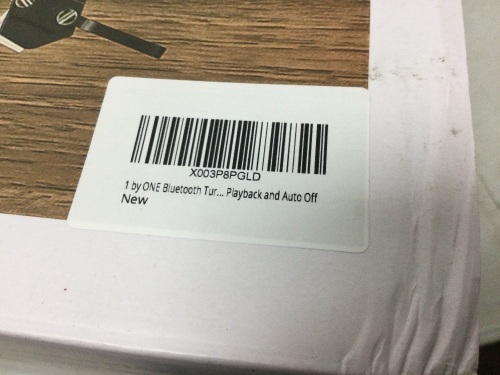 X003P8PGLD
1 by ONE Bluetooth Tur... Playback and Auto Off
New